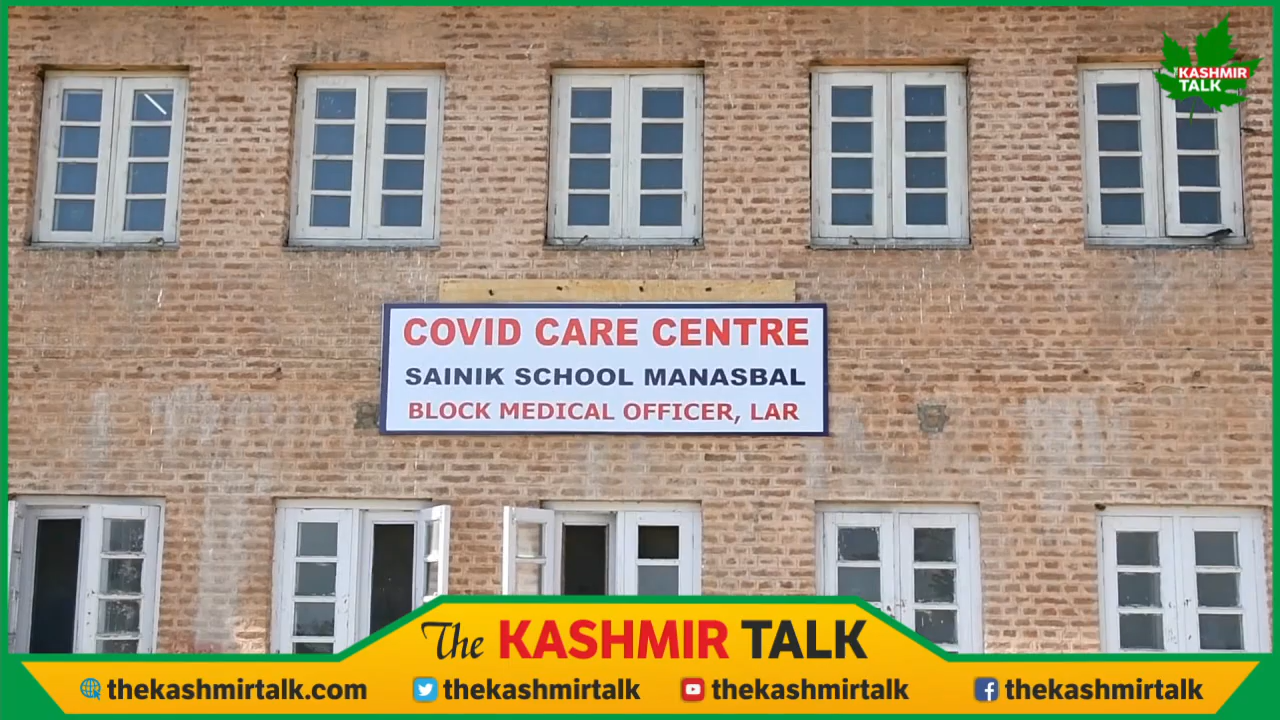 KASHMIR
TALK
COVID CARE CENTRE
SAINIK SCHOOL MANASBAL
BLOCK MEDICAL OFFICER, LAR
The KASHMIR TALK
thekashmirtalk.com
thekashmirtalk
thekashmirtalk
thekashmirtalk